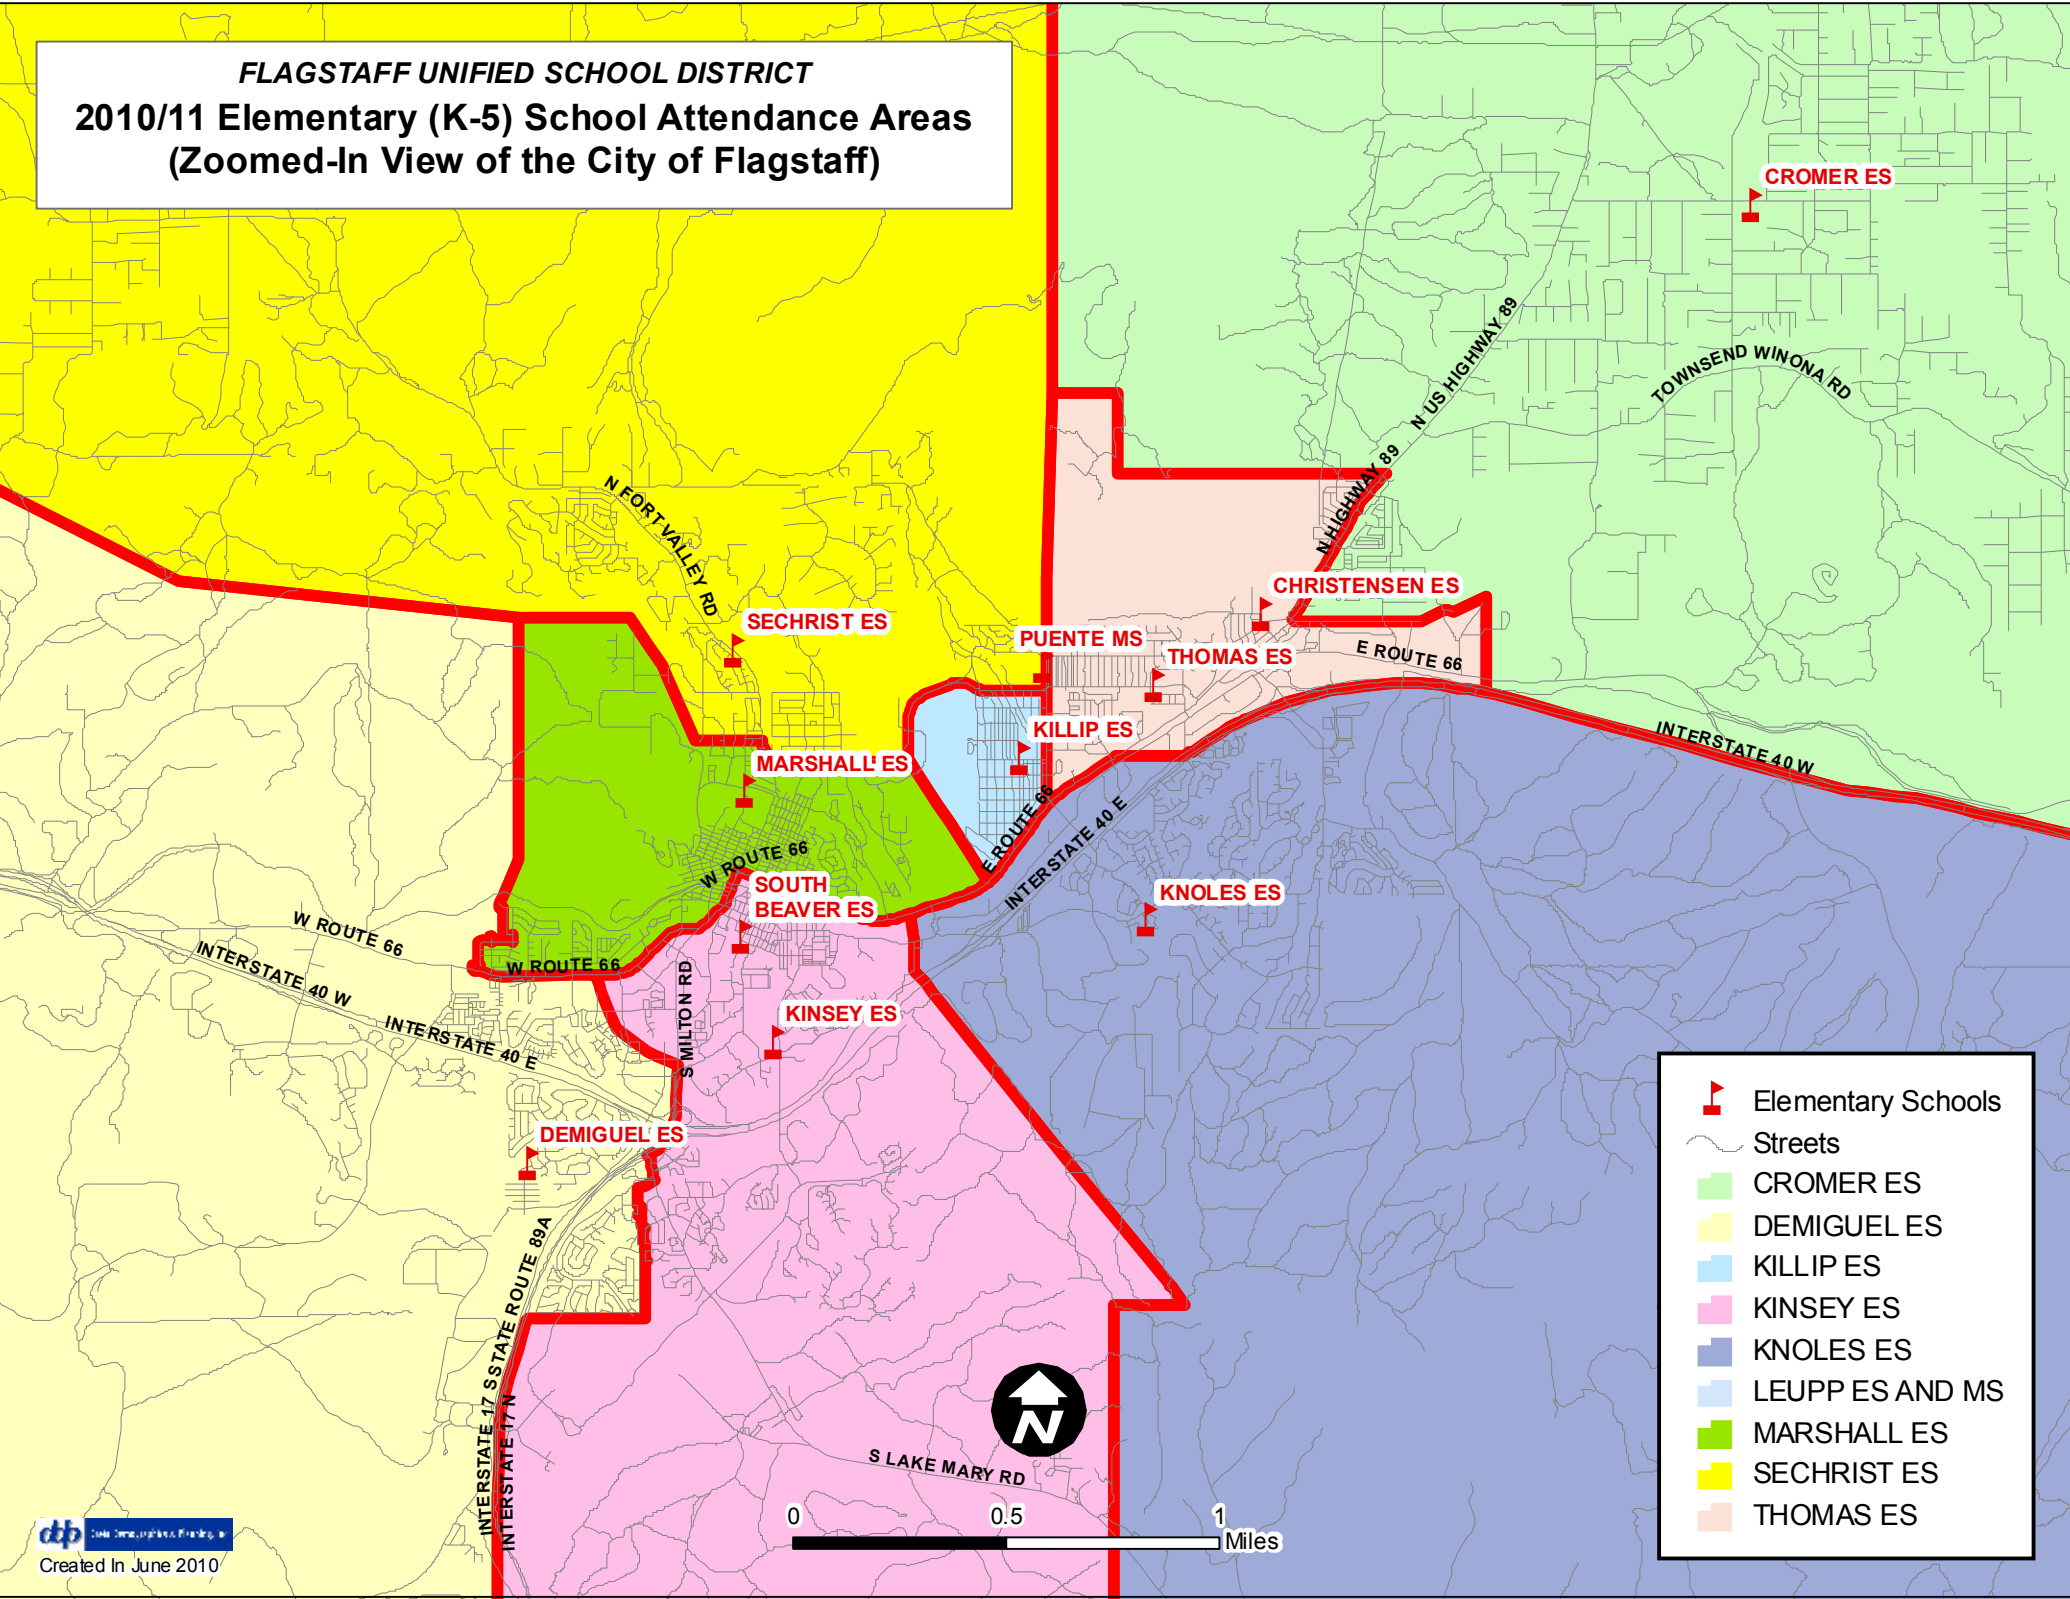 FLAGSTAFF UNIFIED SCHOOL DISTRICT
2010/11 Elementary (K-5) School Attendance Areas
(Zoomed-In View of the City of Flagstaff)
CROMER ES
N US HIGHWAY 89
TOWNSEND WINONA RD
N HIGHWAY 89
N FORT VALLEY RD
CHRISTENSEN ES
SECHRIST ES
PUENTE MS
THOMAS ES
E ROUTE 66
KILLIP ES
INTERSTATE 40 W
MARSHALL ES
E ROUTE 66
INTERSTATE 40 E
W ROUTE 66
SOUTH
BEAVER ES
KNOLES ES
W ROUTE 66
INTERSTATE 40 W
W ROUTE 66
S MILTON RD
KINSEY ES
INTERSTATE 40 E
DEMIGUEL ES
INTERSTATE 17 S
STATE ROUTE 89A
INTERSTATE 17 N
S LAKE MARY RD
N
0 0.5 1
Miles
Elementary Schools
Streets
CROMER ES
DEMIGUEL ES
KILLIP ES
KINSEY ES
KNOLES ES
LEUPP ES AND MS
MARSHALL ES
SECHRIST ES
THOMAS ES
Created In June 2010